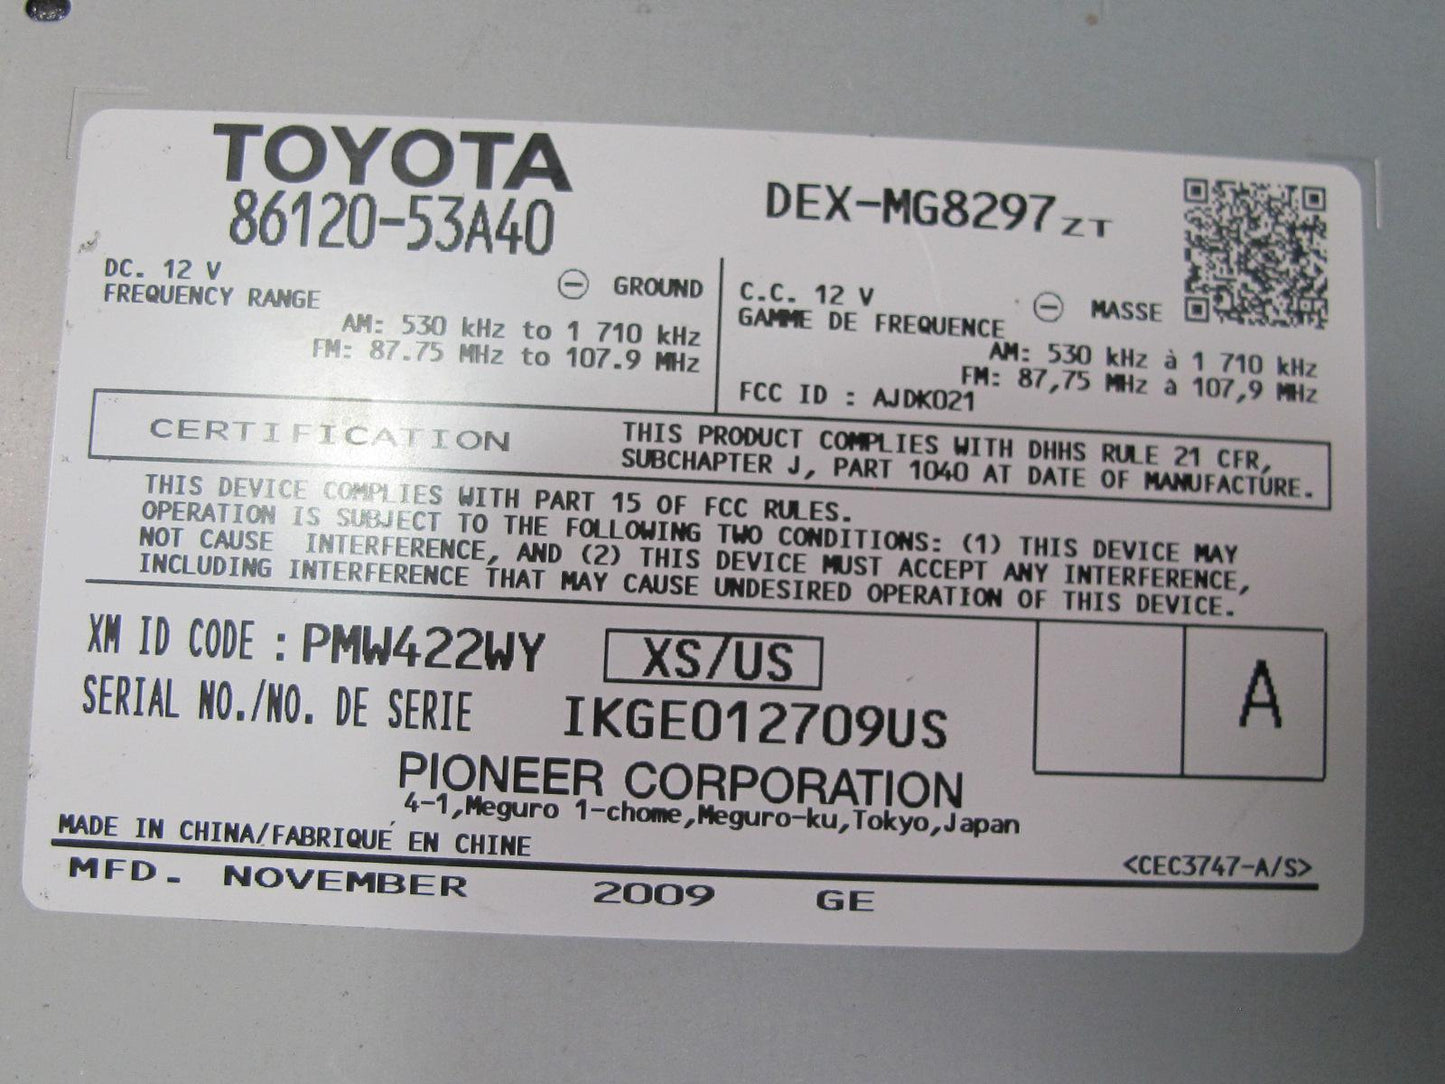 TOYOTA
86120-53A40
DEX-MG8297ZT
DC. 12 V
⊖ GROUND
FREQUENCY RANGE
AM: 530 kHz to 1 710 kHz
FM: 87.75 MHz to 107.9 MHz
C.C. 12 V
⊖ MASSE
GAMME DE FREQUENCE
AM: 530 kHz à 1 710 kHz
FM: 87,75 MHz à 107,9 MHz
FCC ID : AJDK021
CERTIFICATION
THIS PRODUCT COMPLIES WITH DHHS RULE 21 CFR,
SUBCHAPTER J, PART 1040 AT DATE OF MANUFACTURE.
THIS DEVICE COMPLIES WITH PART 15 OF FCC RULES.
OPERATION IS SUBJECT TO THE FOLLOWING TWO CONDITIONS: (1) THIS DEVICE MAY
NOT CAUSE INTERFERENCE, AND (2) THIS DEVICE MUST ACCEPT ANY INTERFERENCE,
INCLUDING INTERFERENCE THAT MAY CAUSE UNDESIRED OPERATION OF THIS DEVICE.
XM ID CODE : PMW422WY
XS/US
A
SERIAL NO./NO. DE SERIE IKGE012709US
PIONEER CORPORATION
4-1,Meguro 1-chome,Meguro-ku,Tokyo,Japan
MADE IN CHINA/FABRIQUÉ EN CHINE
<CEC3747-A/S>
MFD. NOVEMBER 2009 GE